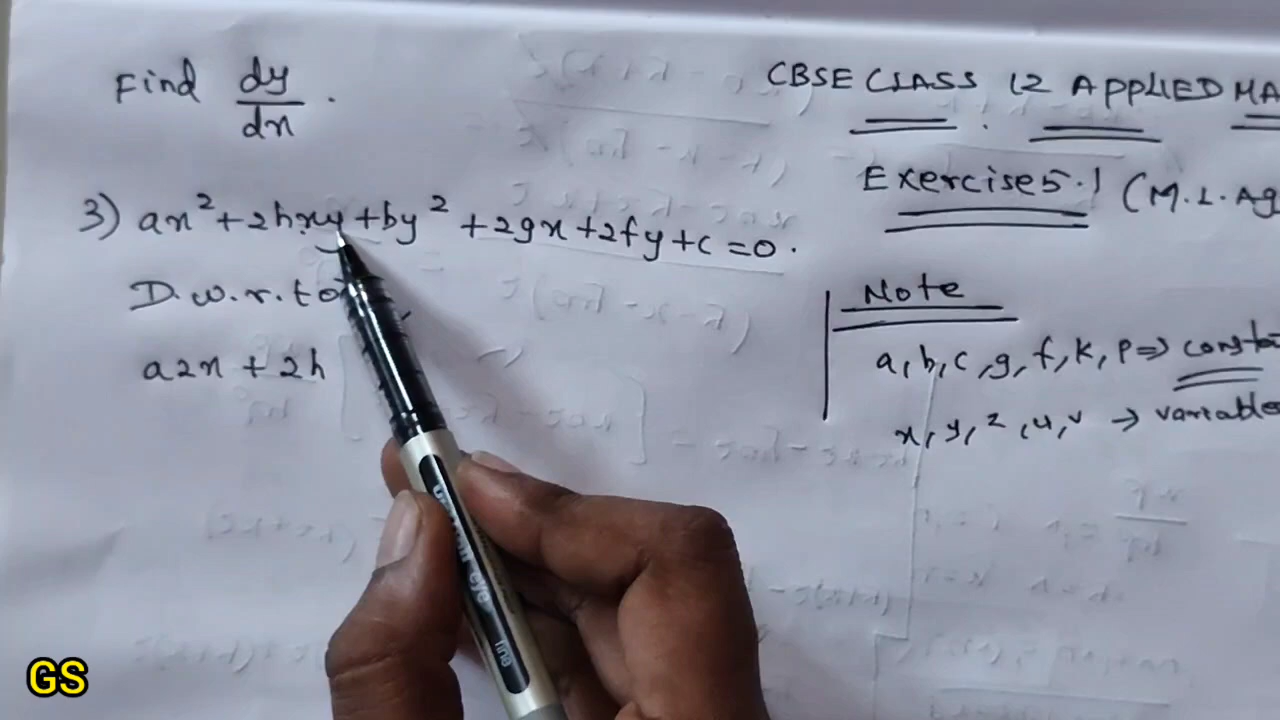 Find dy/dx.
CBSE CLASS 12 APPLIED MA
Exercise 5.1 (M.L.Ag
3) ax² + 2hxy + by² + 2gx + 2fy + c = 0.
D.w.r.to
a2x + 2h
Note
a, b, c, g, f, k, p ⇒ consta
x, y, z, u, v → variable
GS